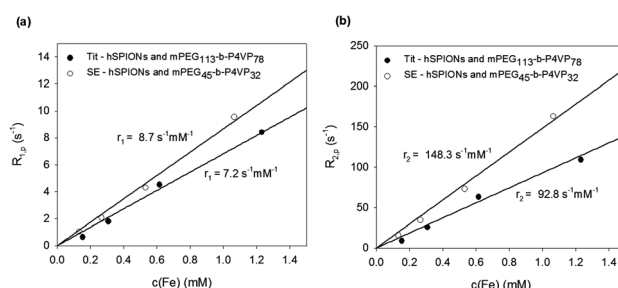 (a)
Tit - hSPIONs and mPEG113-b-P4VP78
SE - hSPIONs and mPEG45-b-P4VP32
r1 = 8.7 s-1mM-1
r1 = 7.2 s-1mM-1
R1,p (s-1)
14
12
10
8
6
4
2
0
0.0 0.2 0.4 0.6 0.8 1.0 1.2 1.4
c(Fe) (mM)
(b)
Tit - hSPIONs and mPEG113-b-P4VP78
SE - hSPIONs and mPEG45-b-P4VP32
r2 = 148.3 s-1mM-1
r2 = 92.8 s-1mM-1
R2,p (s-1)
250
200
150
100
50
0
0.0 0.2 0.4 0.6 0.8 1.0 1.2 1.4
c(Fe) (mM)